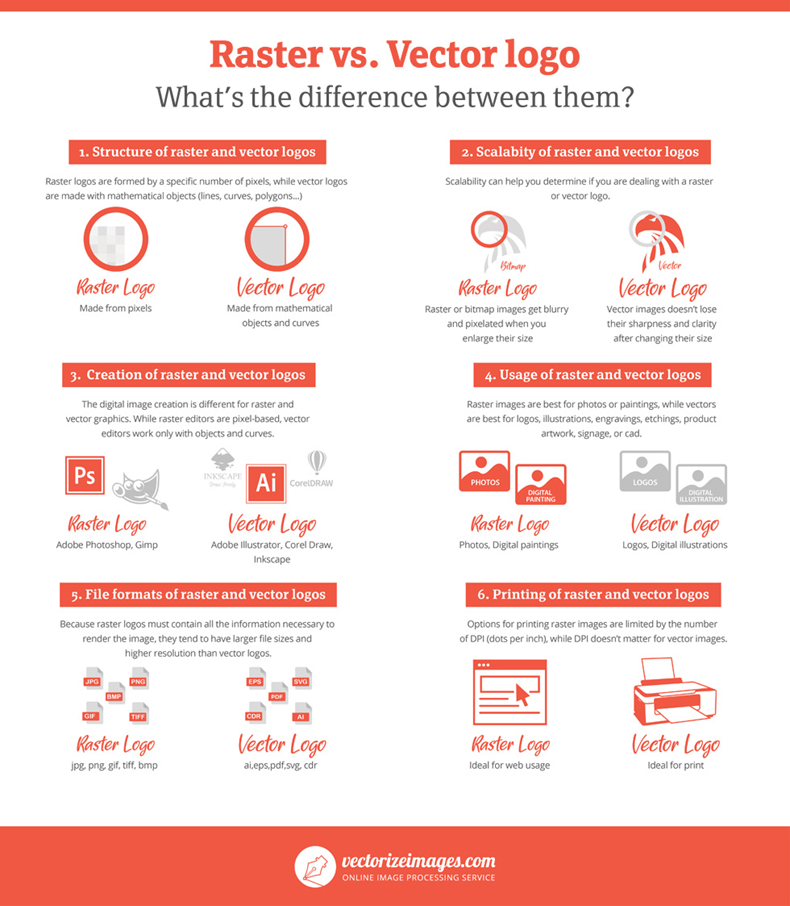 Raster vs. Vector logo
What's the difference between them?
1. Structure of raster and vector logos
Raster logos are formed by a specific number of pixels, while vector logos
are made with mathematical objects (lines, curves, polygons...)
Raster Logo
Made from pixels
Vector Logo
Made from mathematical
objects and curves
2. Scalabity of raster and vector logos
Scalability can help you determine if you are dealing with a raster
or vector logo.
Bitmap
Raster Logo
Raster or bitmap images get blurry
and pixelated when you
enlarge their size
Vector
Vector Logo
Vector images doesn't lose
their sharpness and clarity
after changing their size
3. Creation of raster and vector logos
The digital image creation is different for raster and
vector graphics. While raster editors are pixel-based, vector
editors work only with objects and curves.
Ps
Raster Logo
Adobe Photoshop, Gimp
INKSCAPE
Ai
CorelDRAW
Vector Logo
Adobe Illustrator, Corel Draw,
Inkscape
4. Usage of raster and vector logos
Raster images are best for photos or paintings, while vectors
are best for logos, illustrations, engravings, etchings, product
artwork, signage, or cad.
PHOTOS
DIGITAL
PAINTING
Raster Logo
Photos, Digital paintings
LOGOS
DIGITAL
ILLUSTRATION
Vector Logo
Logos, Digital illustrations
5. File formats of raster and vector logos
Because raster logos must contain all the information necessary to
render the image, they tend to have larger file sizes and
higher resolution than vector logos.
JPG
PNG
BMP
GIF
TIFF
Raster Logo
jpg, png, gif, tiff, bmp
EPS
SVG
PDF
CDR
AI
Vector Logo
ai,eps,pdf,svg, cdr
6. Printing of raster and vector logos
Options for printing raster images are limited by the number
of DPI (dots per inch), while DPI doesn't matter for vector images.
Raster Logo
Ideal for web usage
Vector Logo
Ideal for print
vectorizeimages.com
ONLINE IMAGE PROCESSING SERVICE